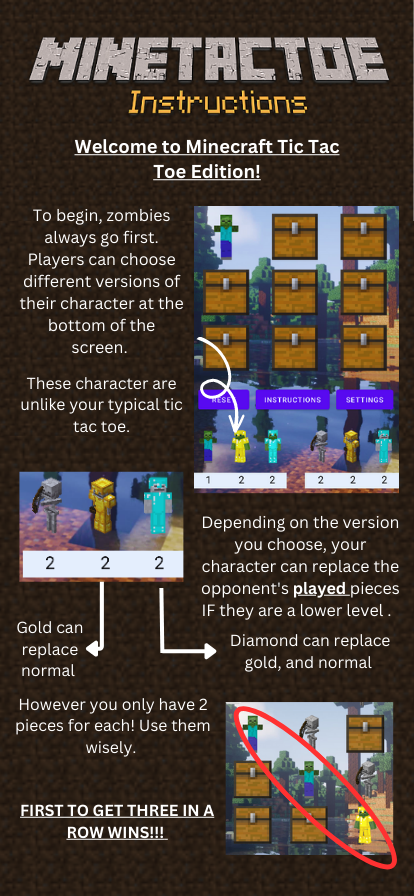 MINETACTOE
Instructions
Welcome to Minecraft Tic Tac
Toe Edition!
To begin, zombies
always go first.
Players can choose
different versions of
their character at the
bottom of the
screen.
These character are
unlike your typical tic
tac toe.
RESET
INSTRUCTIONS
SETTINGS
1 2 2 2 2 2
2 2 2
Depending on the version
you choose, your
character can replace the
opponent's played pieces
IF they are a lower level .
Gold can
replace
normal
Diamond can replace
gold, and normal
However you only have 2
pieces for each! Use them
wisely.
FIRST TO GET THREE IN A
ROW WINS!!!